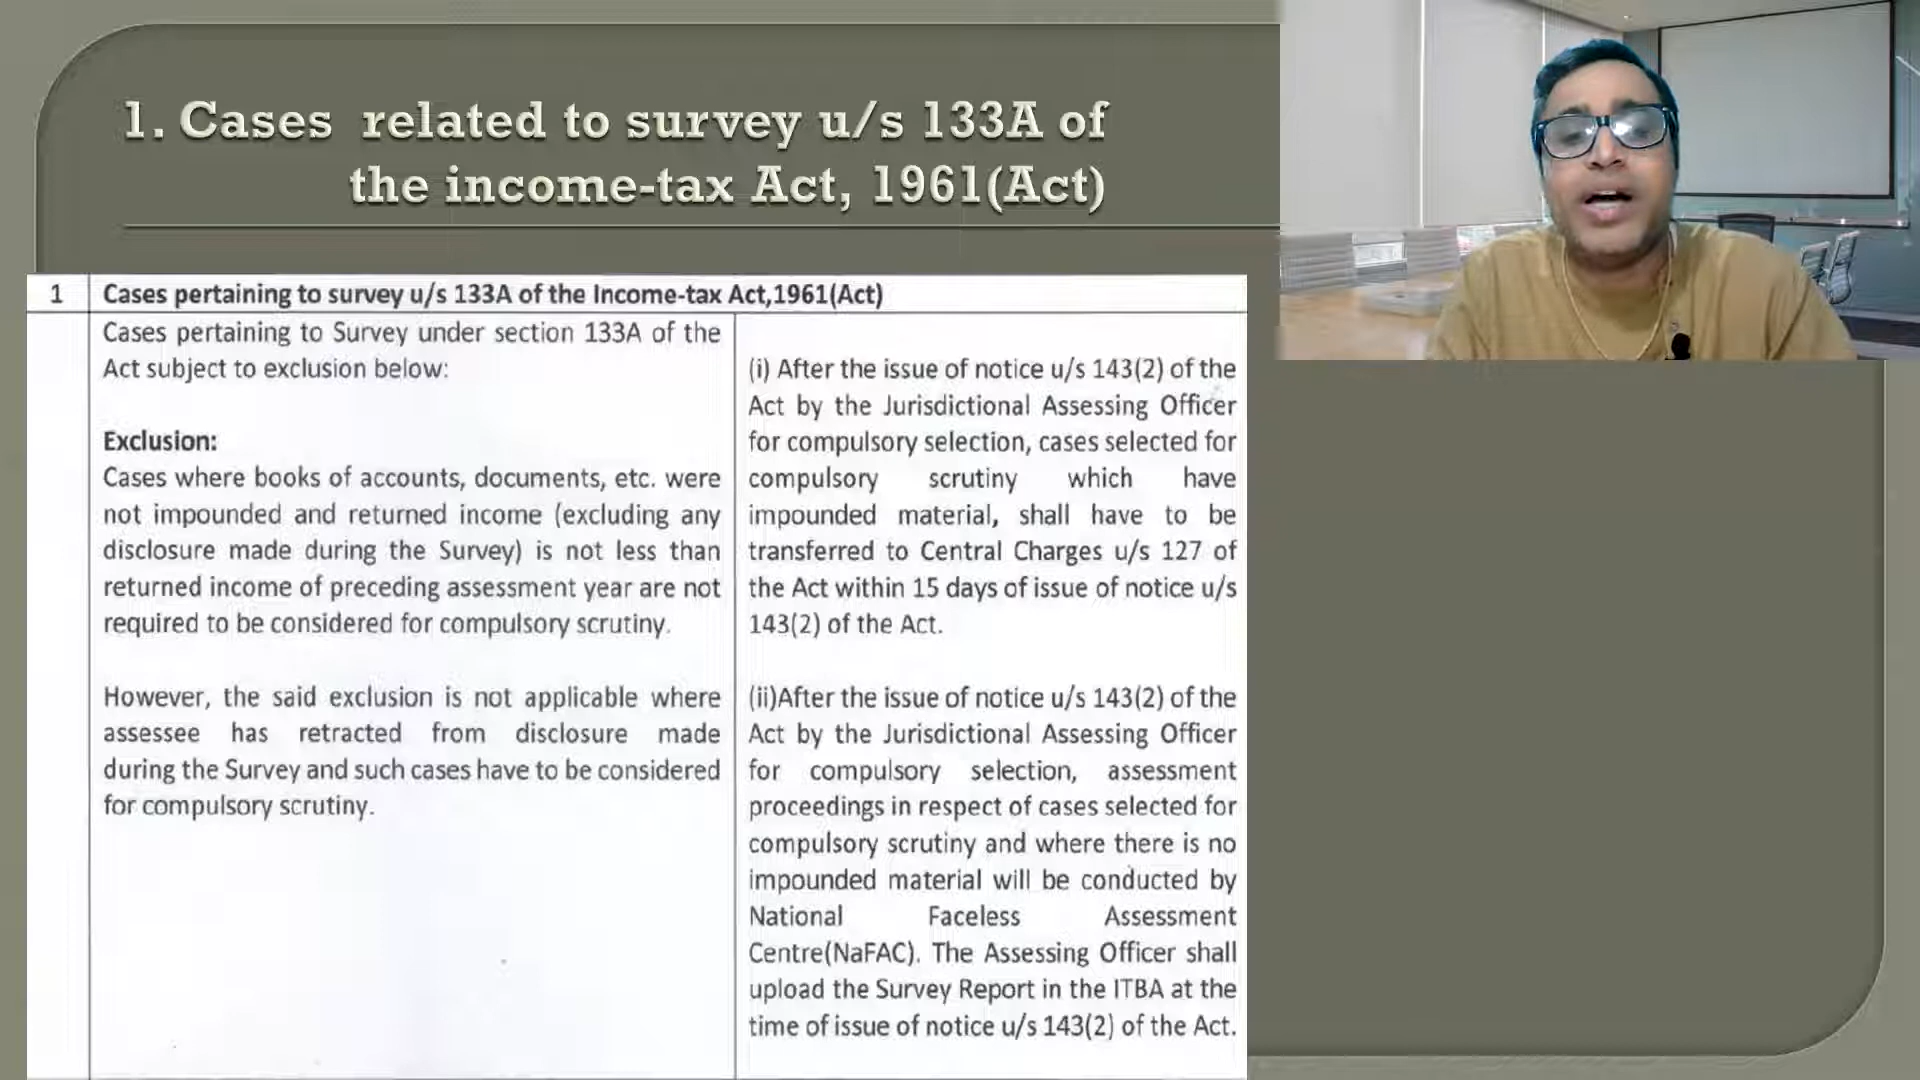 1. Cases related to survey u/s 133A of
the income-tax Act, 1961(Act)
1 Cases pertaining to survey u/s 133A of the Income-tax Act,1961(Act)
Cases pertaining to Survey under section 133A of the
Act subject to exclusion below:
Exclusion:
Cases where books of accounts, documents, etc. were
not impounded and returned income (excluding any
disclosure made during the Survey) is not less than
returned income of preceding assessment year are not
required to be considered for compulsory scrutiny.
However, the said exclusion is not applicable where
assessee has retracted from disclosure made
during the Survey and such cases have to be considered
for compulsory scrutiny.
(i) After the issue of notice u/s 143(2) of the
Act by the Jurisdictional Assessing Officer
for compulsory selection, cases selected for
compulsory scrutiny which have
impounded material, shall have to be
transferred to Central Charges u/s 127 of
the Act within 15 days of issue of notice u/s
143(2) of the Act.
(ii)After the issue of notice u/s 143(2) of the
Act by the Jurisdictional Assessing Officer
for compulsory selection, assessment
proceedings in respect of cases selected for
compulsory scrutiny and where there is no
impounded material will be conducted by
National Faceless Assessment
Centre(NaFAC). The Assessing Officer shall
upload the Survey Report in the ITBA at the
time of issue of notice u/s 143(2) of the Act.